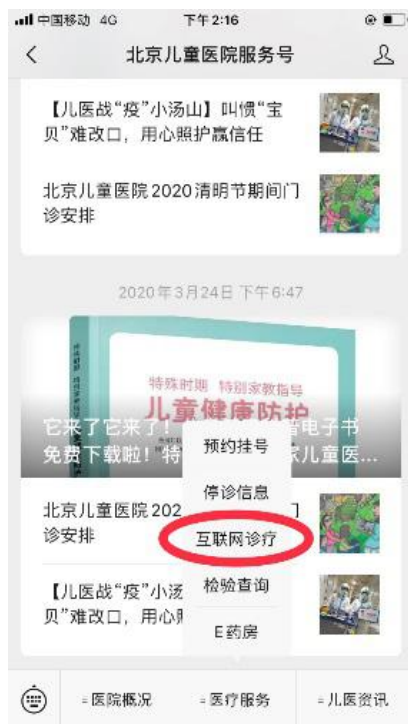 中国移动 4G 下午2:16
北京儿童医院服务号
【儿医战“疫”小汤山】叫惯“宝
贝”难改口，用心照护赢信任
北京儿童医院2020清明节期间门
诊安排
2020年3月24日 下午6:47
特殊时期 特别家教指导
儿童健康防护
它来了它来了！
电子书
免费下载啦！特
家儿童医...
预约挂号
停诊信息
互联网诊疗
检验查询
E药房
北京儿童医院202
诊安排
【儿医战“疫”小汤
贝”难改口，用心
医院概况
医疗服务
儿医资讯